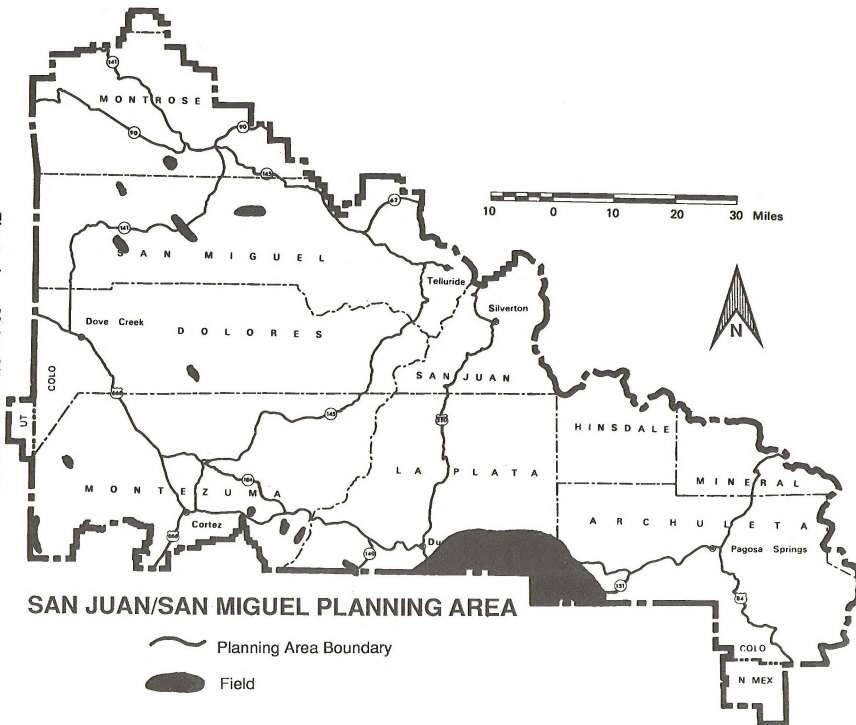 141
MONTROSE
90
90
145
62
10 0 10 20 30 Miles
141
SAN MIGUEL
Telluride
Silverton
N
Dove Creek
DOLORES
COLO
SAN JUAN
UT
666
145
550
HINSDALE
184
LA PLATA
MINERAL
MONTEZUMA
ARCHULETA
Cortez
666
140
Du
Pagosa Springs
151
84
SAN JUAN/SAN MIGUEL PLANNING AREA
Planning Area Boundary
Field
COLO
N MEX